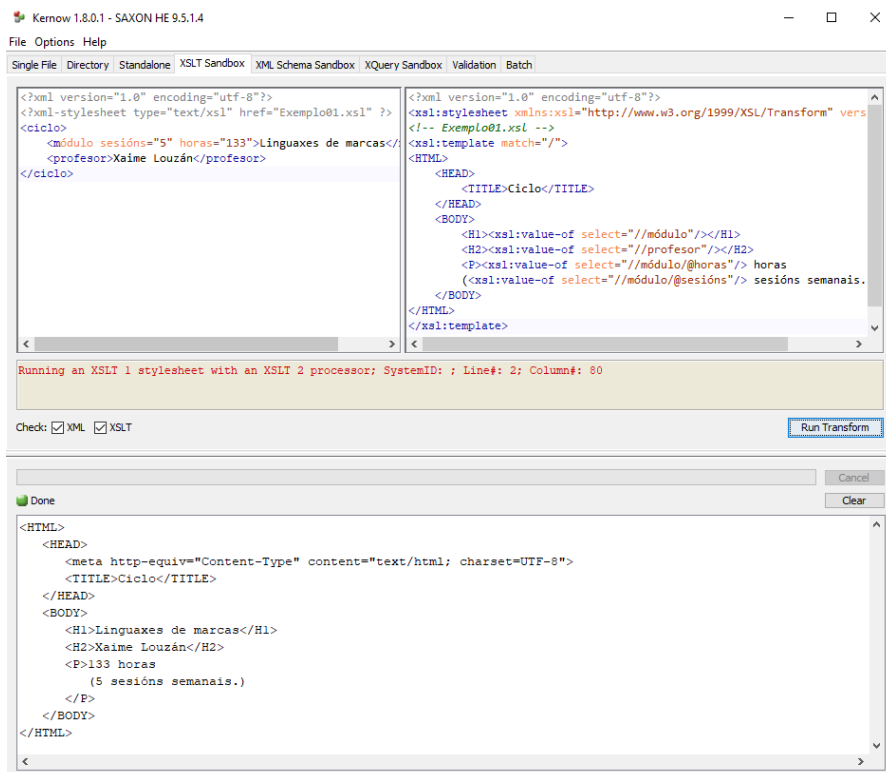 Kernow 1.8.0.1 - SAXON HE 9.5.1.4
File Options Help
Single File Directory Standalone XSLT Sandbox XML Schema Sandbox XQuery Sandbox Validation Batch
<?xml version="1.0" encoding="utf-8"?>
<?xml-stylesheet type="text/xsl" href="Exemplo01.xsl" ?>
<ciclo>
    <módulo sesións="5" horas="133">Linguaxes de marcas</
    <profesor>Xaime Louzán</profesor>
</ciclo>
<?xml version="1.0" encoding="utf-8"?>
<xsl:stylesheet xmlns:xsl="http://www.w3.org/1999/XSL/Transform" vers
<!-- Exemplo01.xsl -->
<xsl:template match="/">
<HTML>
    <HEAD>
        <TITLE>Ciclo</TITLE>
    </HEAD>
    <BODY>
        <H1><xsl:value-of select="//módulo"/></H1>
        <H2><xsl:value-of select="//profesor"/></H2>
        <P><xsl:value-of select="//módulo/@horas"/> horas
        (<xsl:value-of select="//módulo/@sesións"/> sesións semanais.
    </BODY>
</HTML>
</xsl:template>
Running an XSLT 1 stylesheet with an XSLT 2 processor; SystemID: ; Line#: 2; Column#: 80
Check: XML XSLT
Run Transform
Cancel
Done
Clear
<HTML>
   <HEAD>
      <meta http-equiv="Content-Type" content="text/html; charset=UTF-8">
      <TITLE>Ciclo</TITLE>
   </HEAD>
   <BODY>
      <H1>Linguaxes de marcas</H1>
      <H2>Xaime Louzán</H2>
      <P>133 horas
         (5 sesións semanais.)
      </P>
   </BODY>
</HTML>